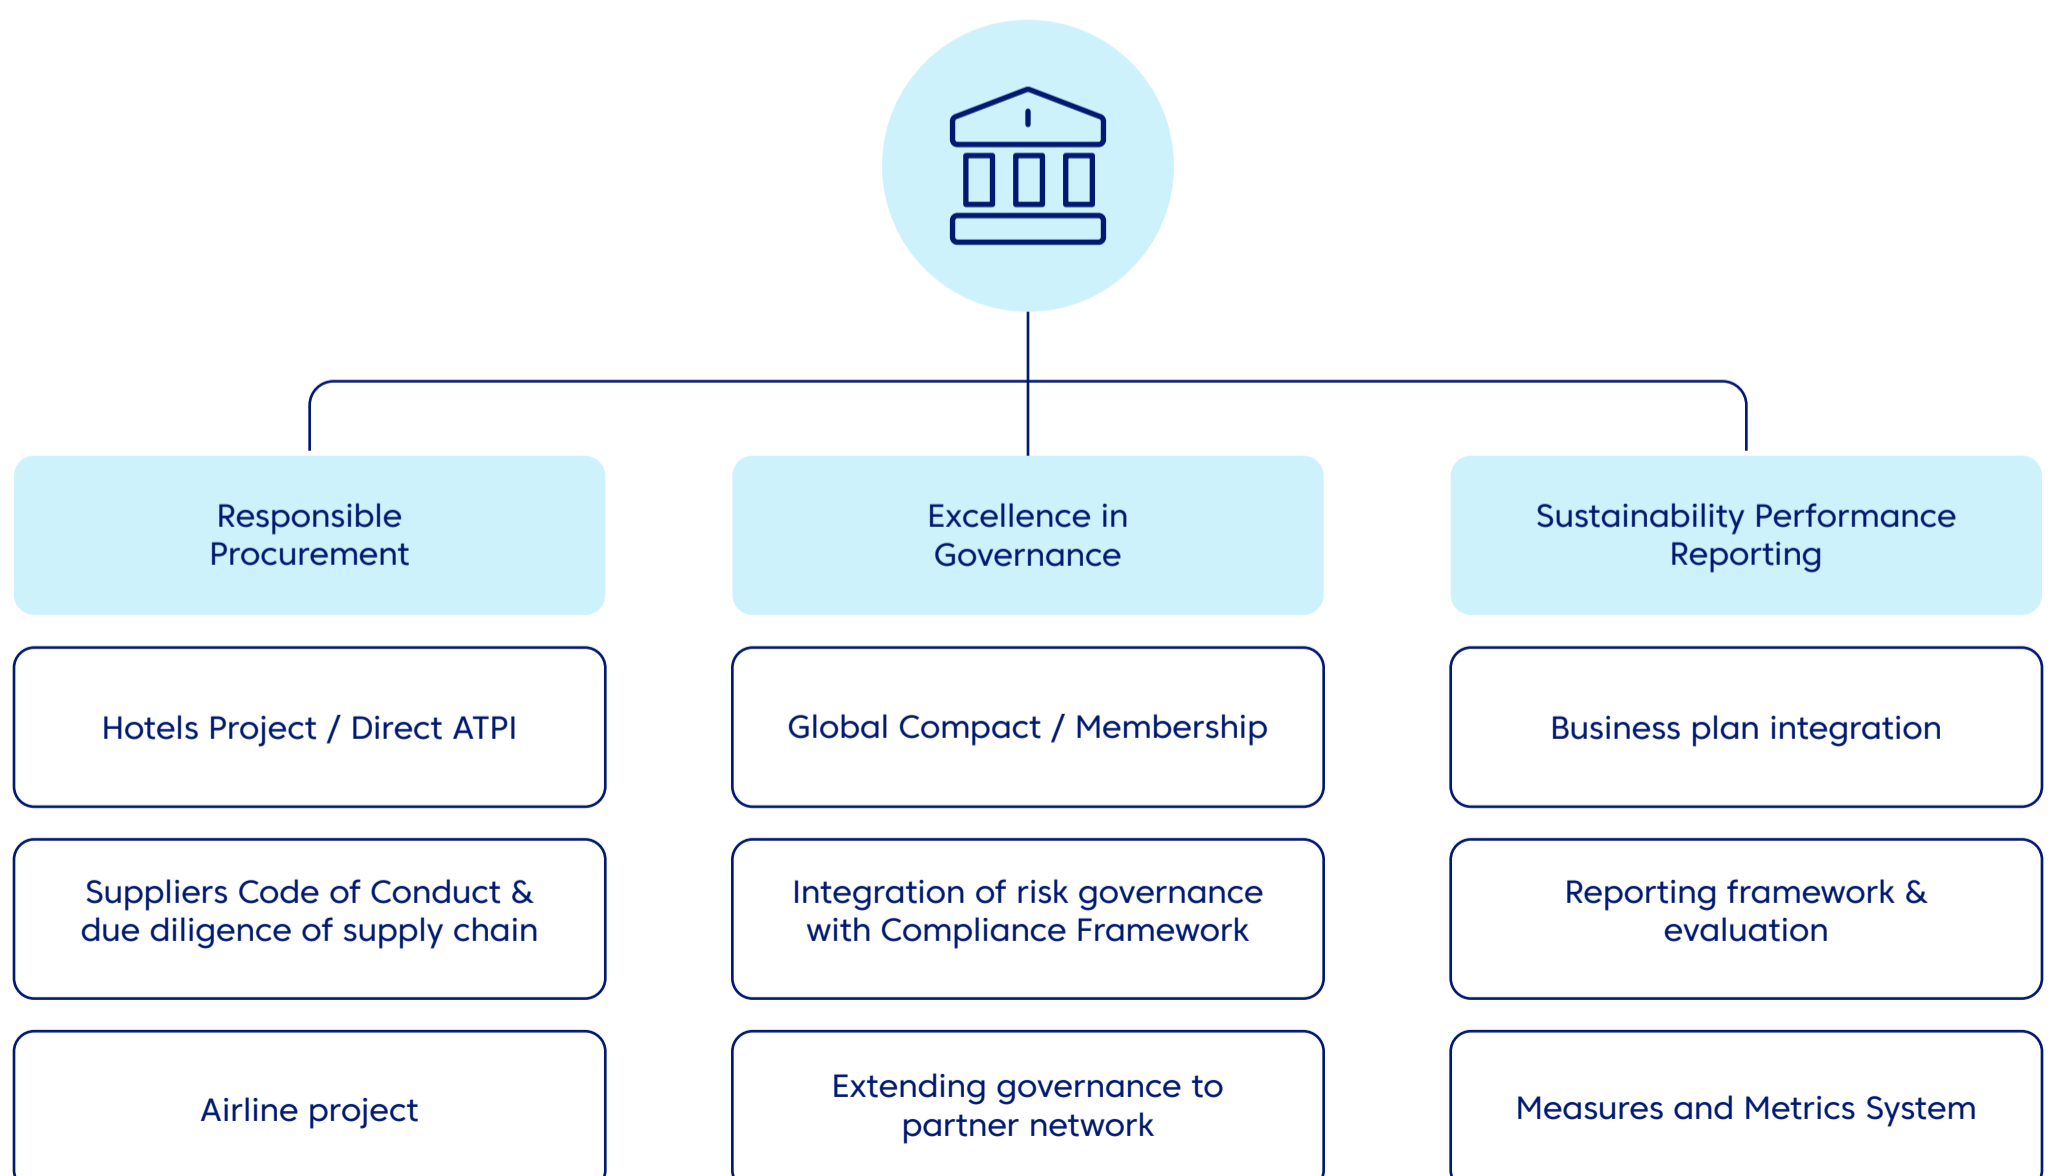 Responsible
Procurement
Excellence in
Governance
Sustainability Performance
Reporting
Hotels Project / Direct ATPI
Global Compact / Membership
Business plan integration
Suppliers Code of Conduct &
due diligence of supply chain
Integration of risk governance
with Compliance Framework
Reporting framework &
evaluation
Airline project
Extending governance to
partner network
Measures and Metrics System